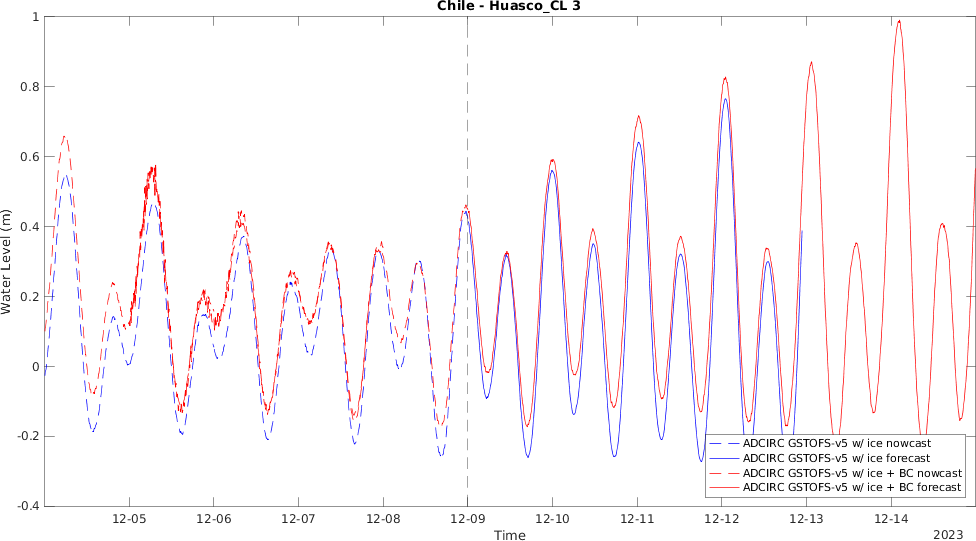 Chile - Huasco_CL 3
1
0.8
0.6
0.4
0.2
0
-0.2
-0.4
Water Level (m)
ADCIRC GSTOFS-v5 w/ ice nowcast
ADCIRC GSTOFS-v5 w/ ice forecast
ADCIRC GSTOFS-v5 w/ ice + BC nowcast
ADCIRC GSTOFS-v5 w/ ice + BC forecast
12-05 12-06 12-07 12-08 12-09 12-10 12-11 12-12 12-13 12-14
Time
2023